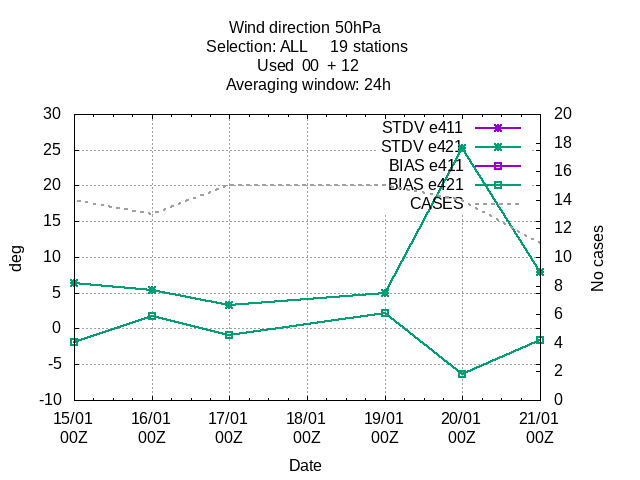 Wind direction 50hPa
Selection: ALL     19 stations
Used  00  + 12
Averaging window: 24h
30
25
20
15
10
5
0
-5
-10
deg
STDV e411
STDV e421
BIAS e411
BIAS e421
CASES
20
18
16
14
12
10
8
6
4
2
0
No cases
15/01 16/01 17/01 18/01 19/01 20/01 21/01
00Z 00Z 00Z 00Z 00Z 00Z 00Z
Date